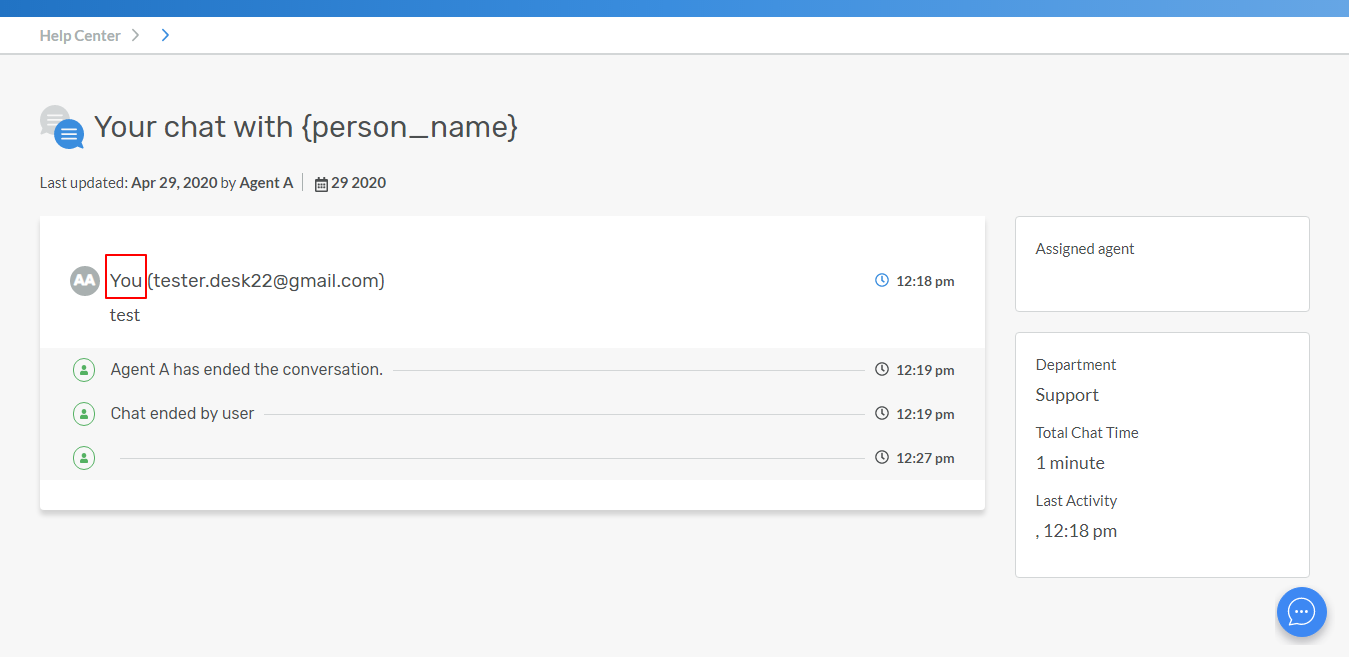 Help Center
Your chat with {person_name}
Last updated: Apr 29, 2020 by Agent A 29 2020
AA You (tester.desk22@gmail.com) 12:18 pm
test
Agent A has ended the conversation. 12:19 pm
Chat ended by user 12:19 pm
12:27 pm
Assigned agent
Department
Support
Total Chat Time
1 minute
Last Activity
, 12:18 pm